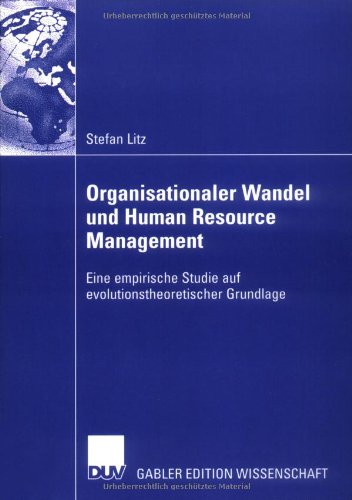 Urheberrechtlich geschütztes Material
Stefan Litz
Organisationaler Wandel
und Human Resource
Management
Eine empirische Studie auf
evolutionstheoretischer Grundlage
DUV
GABLER EDITION WISSENSCHAFT
Urheberrechtlich geschütztes Material